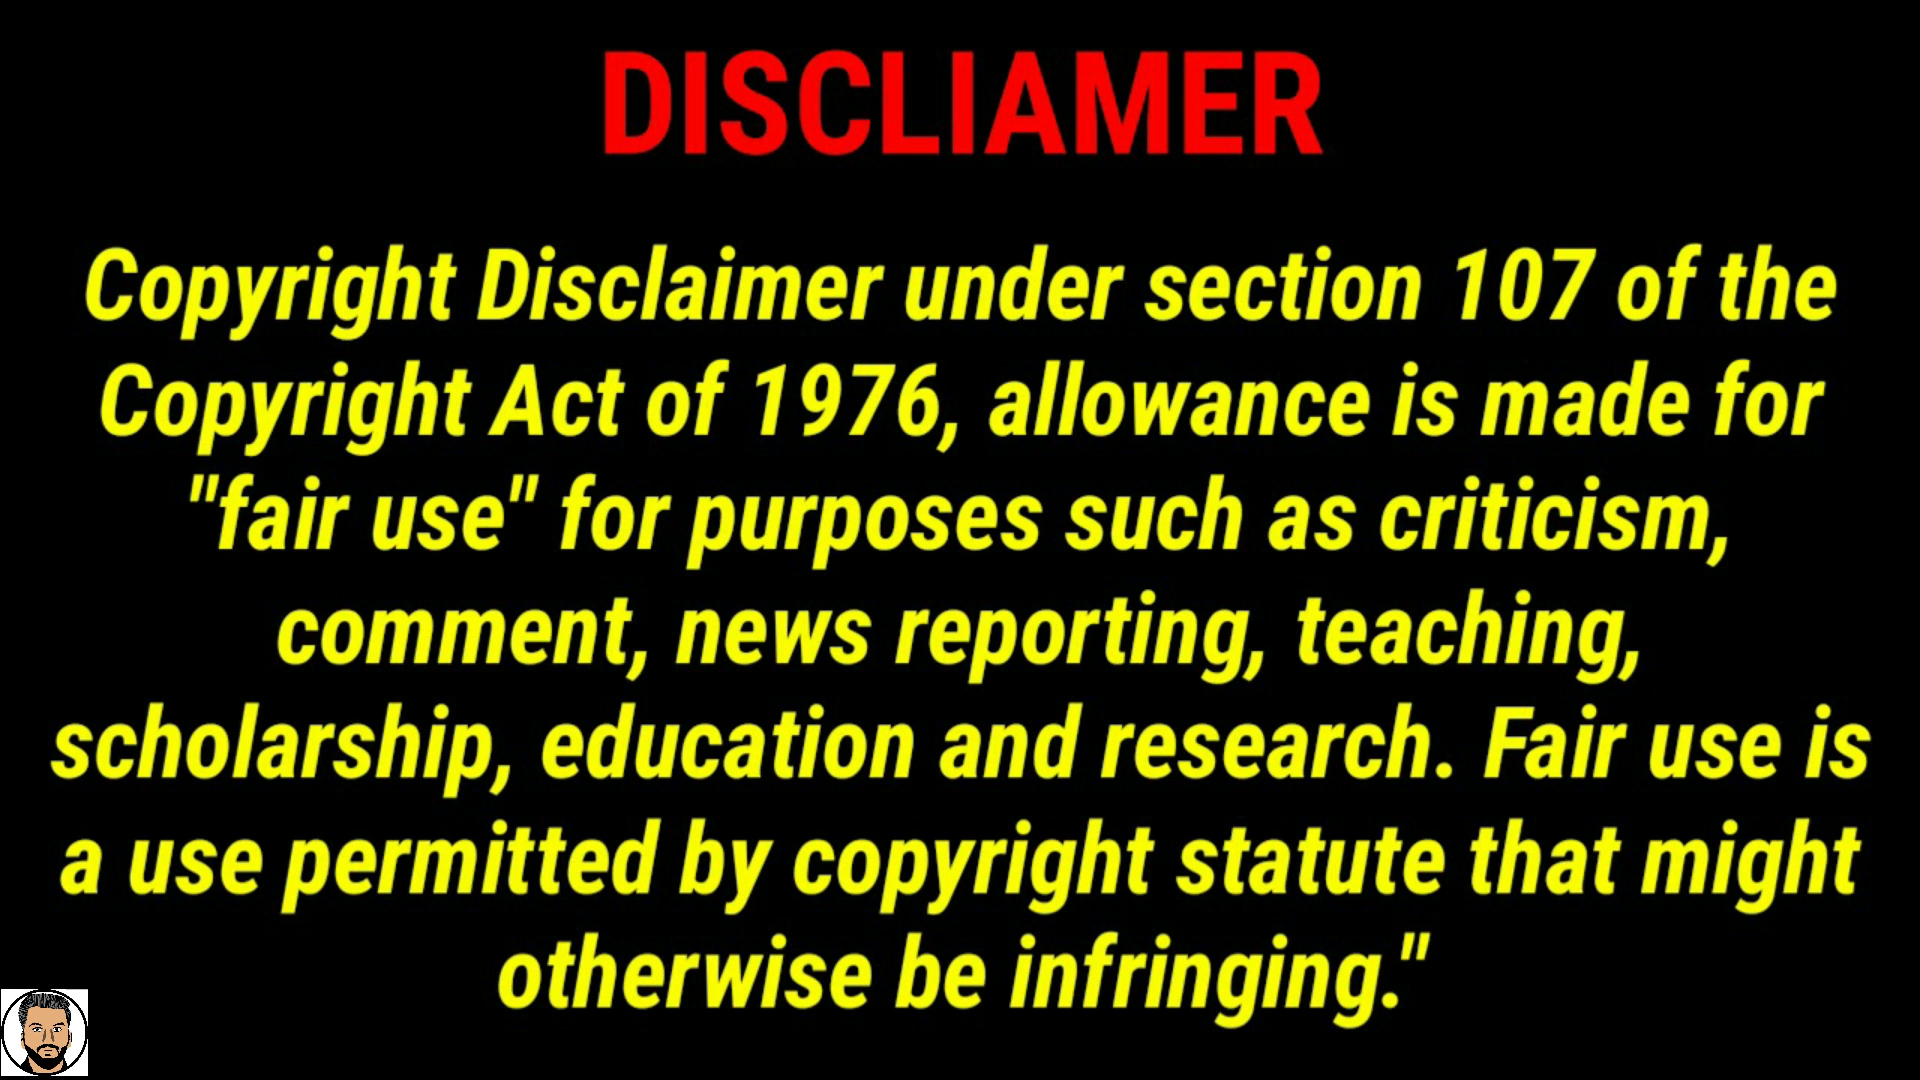 DISCLIAMER
Copyright Disclaimer under section 107 of the
Copyright Act of 1976, allowance is made for
"fair use" for purposes such as criticism,
comment, news reporting, teaching,
scholarship, education and research. Fair use is
a use permitted by copyright statute that might
otherwise be infringing."